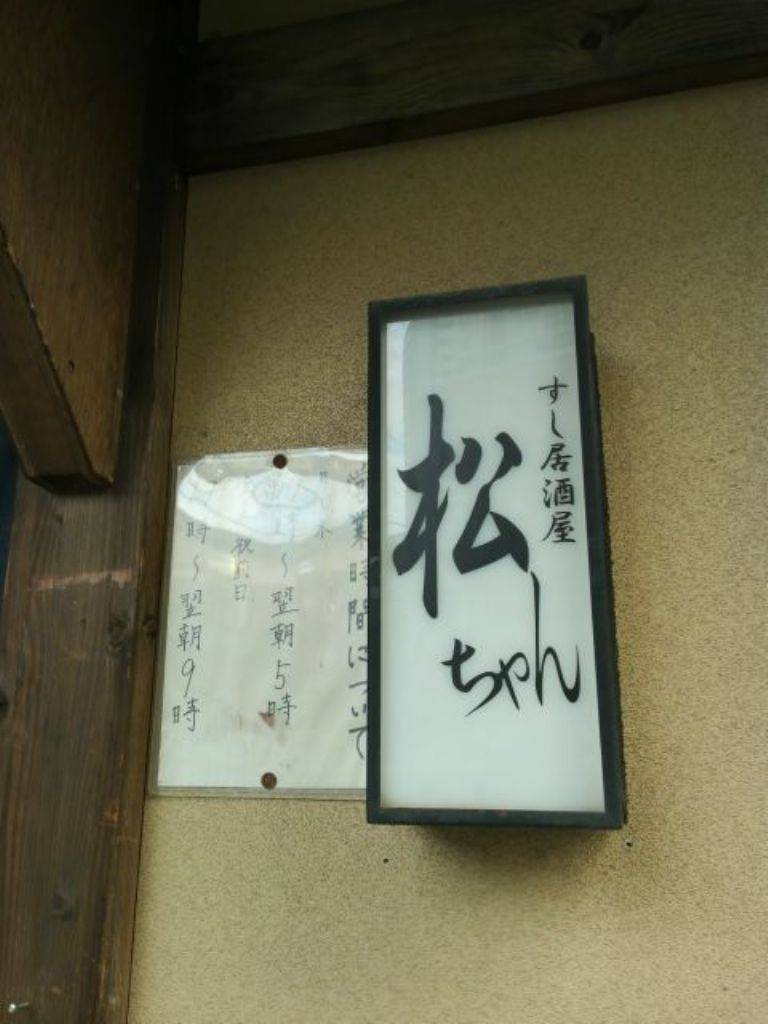 すし居酒屋
松ちゃん
営業時間について
～翌朝5時
祝前日
時～翌朝9時